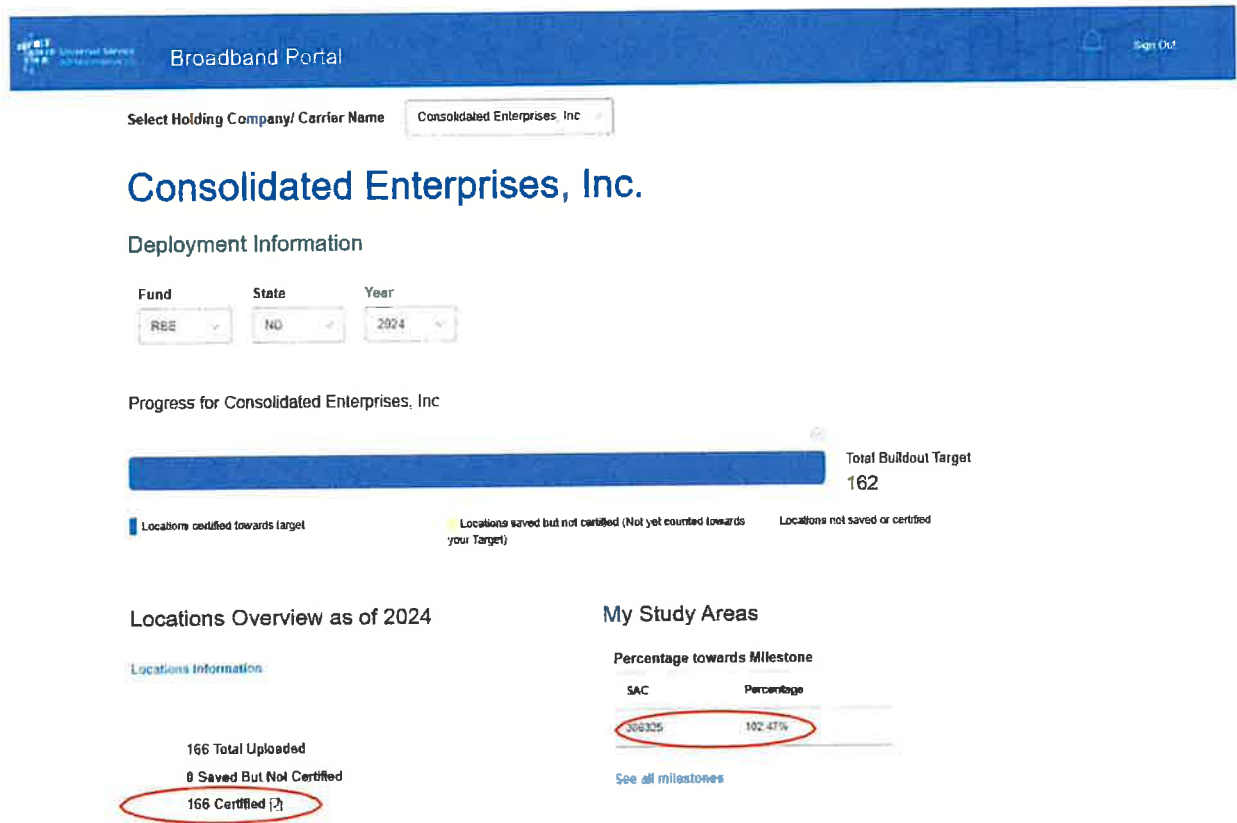 Universal Service
Broadband Portal
Sign Out
Select Holding Company/ Carrier Name
Consolidated Enterprises, Inc
Consolidated Enterprises, Inc.
Deployment Information
Fund State Year
RBE ND 2024
Progress for Consolidated Enterprises, Inc
Total Buildout Target
162
Locations certified towards target
Locations saved but not certified (Not yet counted towards
your Target)
Locations not saved or certified
Locations Overview as of 2024
My Study Areas
Locations Information
Percentage towards Milestone
SAC Percentage
102.47%
166 Total Uploaded
0 Saved But Not Certified
166 Certified
See all milestones